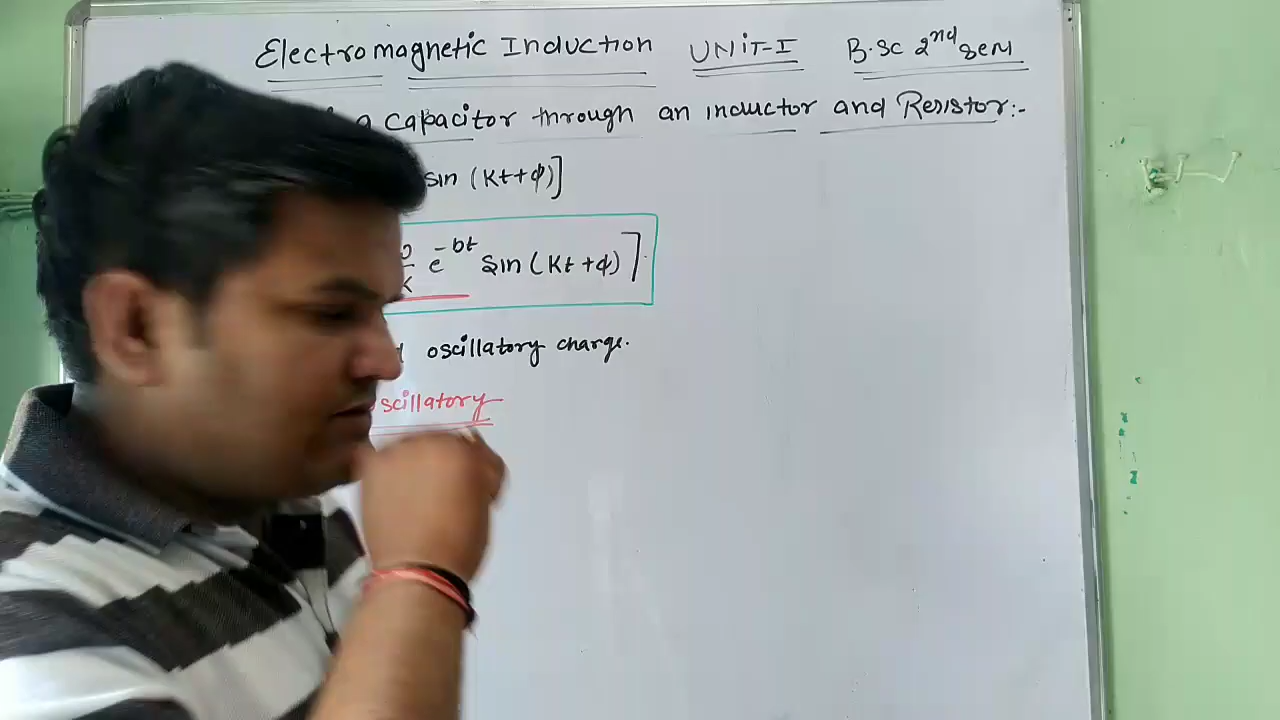 Electromagnetic Induction UNIT-I B.SC 2nd sem
a capacitor through an inductor and Resistor:-
sin (Kt+ϕ)]
e^-bt sin (Kt+ϕ)].
oscillatory charge.
scillatory